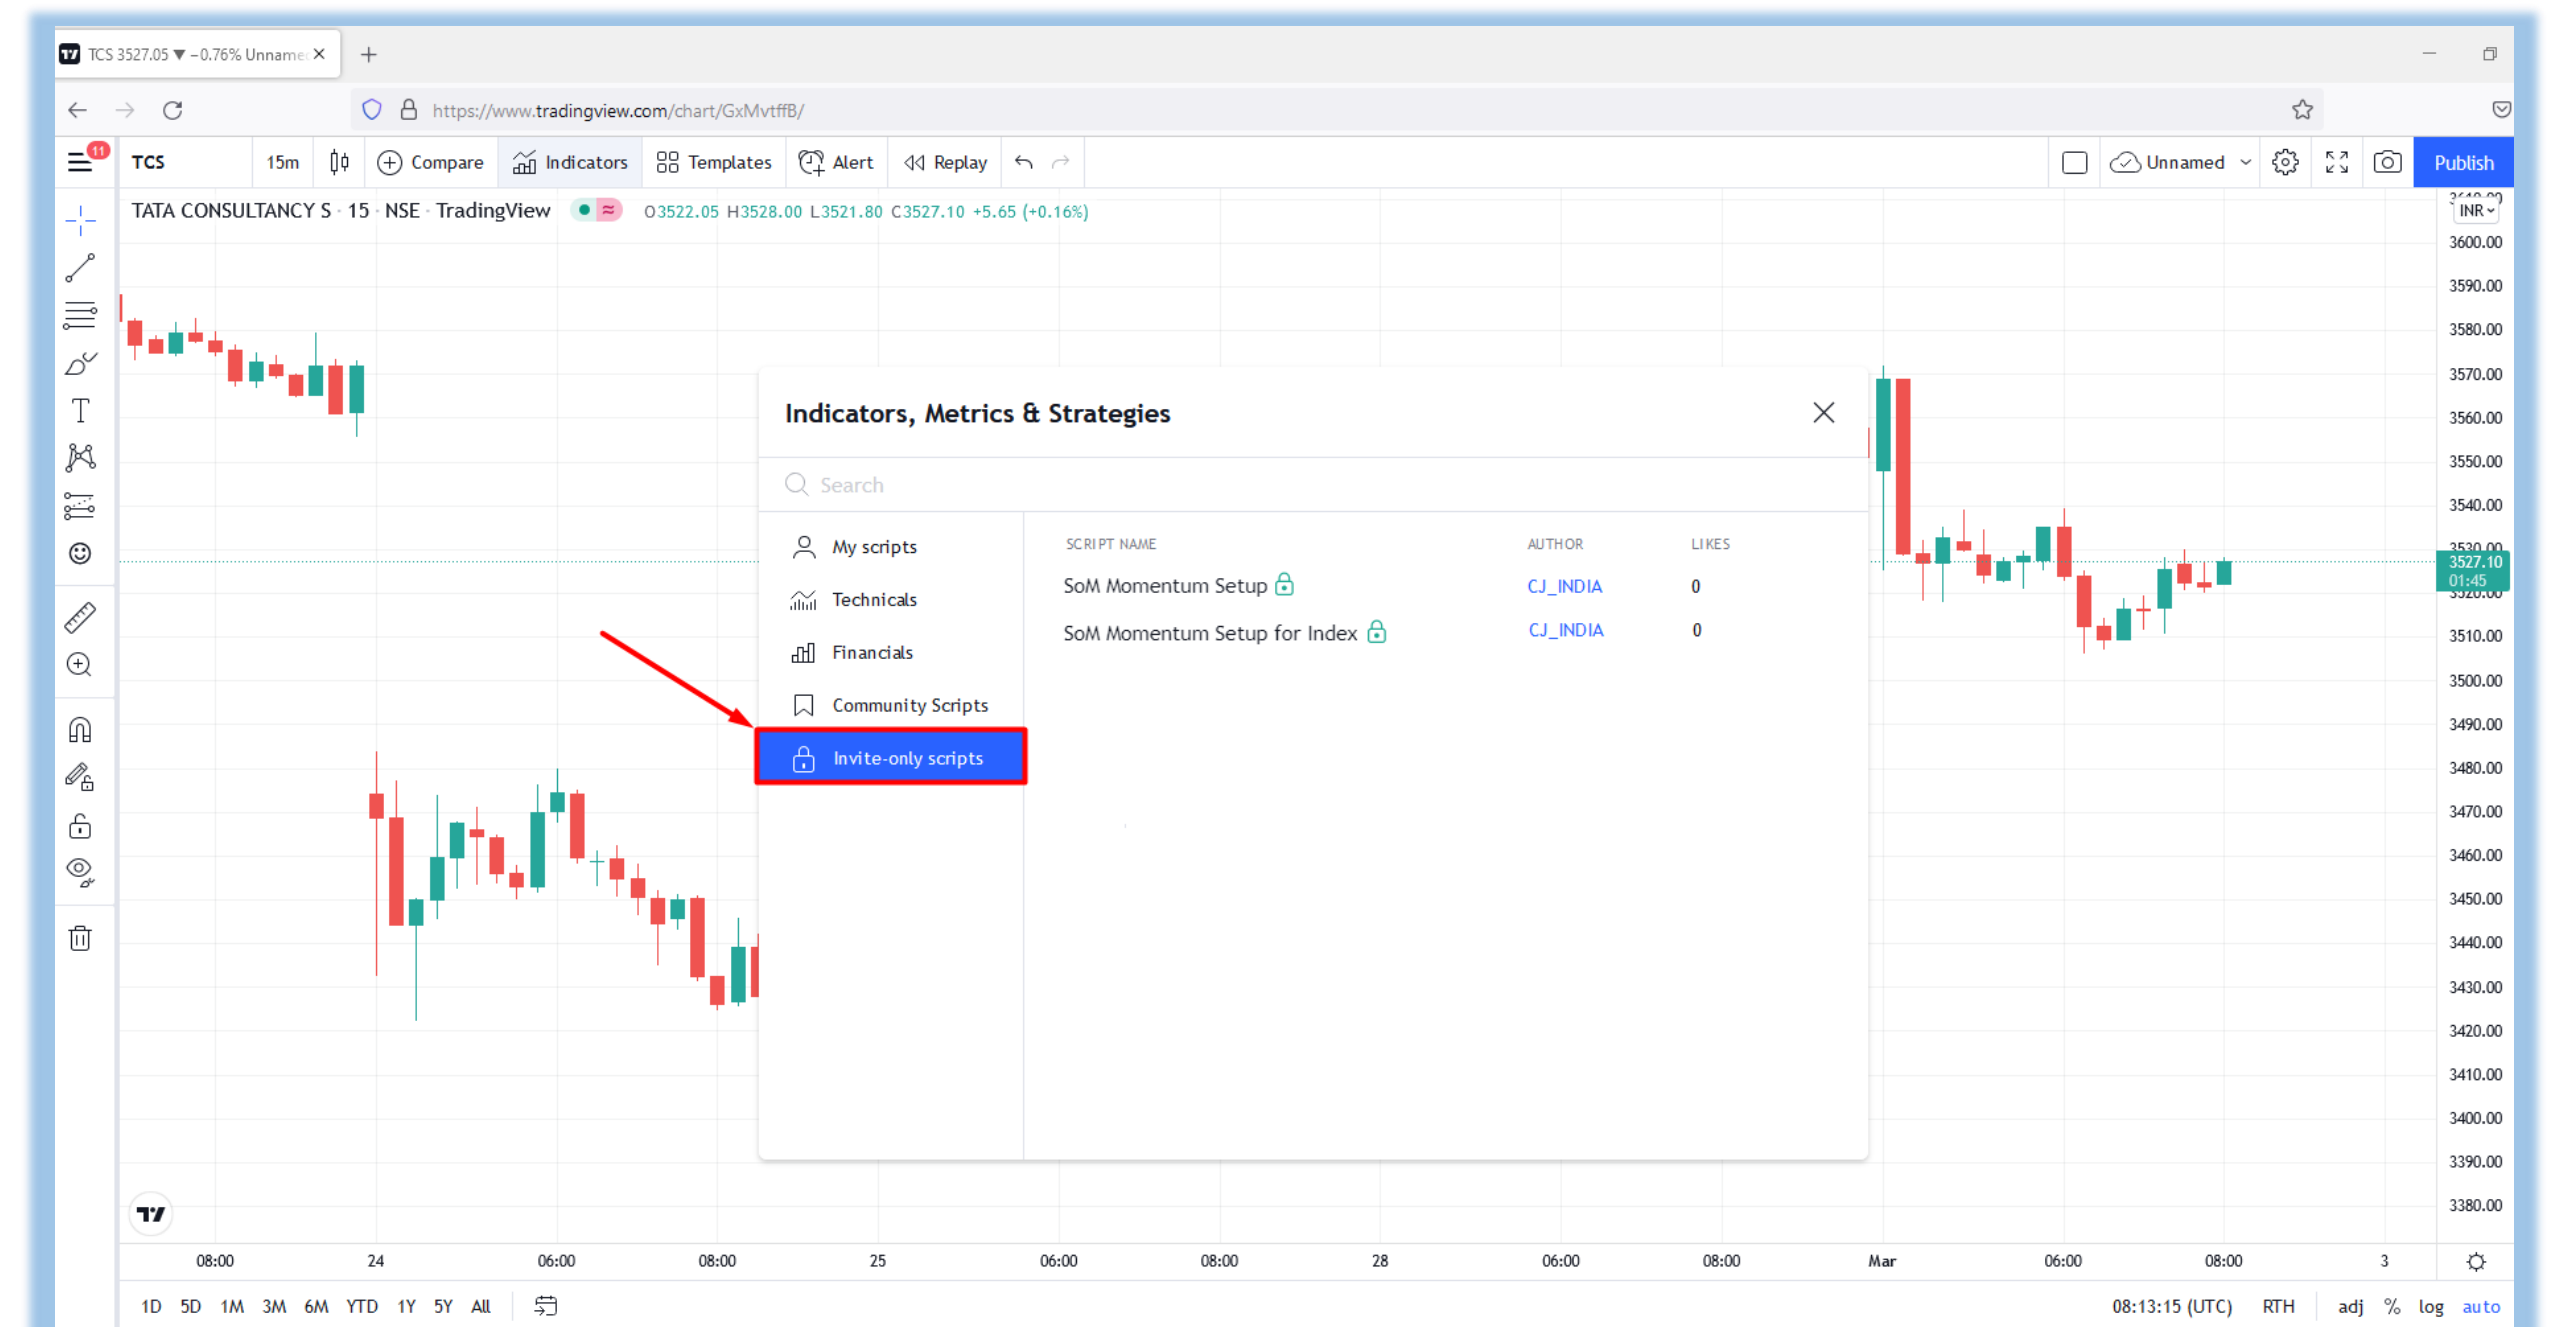 TCS 3527.05 ▼ −0.76% Unname
https://www.tradingview.com/chart/GxMvtffB/
11
TCS 15m Compare Indicators Templates Alert Replay Unnamed Publish
TATA CONSULTANCY S · 15 · NSE · TradingView O3522.05 H3528.00 L3521.80 C3527.10 +5.65 (+0.16%)
INR
3600.00
3590.00
3580.00
3570.00
3560.00
3550.00
3540.00
3530.00
3527.10
01:45
3520.00
3510.00
3500.00
3490.00
3480.00
3470.00
3460.00
3450.00
3440.00
3430.00
3420.00
3410.00
3400.00
3390.00
3380.00
Indicators, Metrics & Strategies
Search
My scripts
Technicals
Financials
Community Scripts
Invite-only scripts
SCRIPT NAME AUTHOR LIKES
SoM Momentum Setup CJ_INDIA 0
SoM Momentum Setup for Index CJ_INDIA 0
08:00 24 06:00 08:00 25 06:00 08:00 28 06:00 08:00 Mar 06:00 08:00 3
1D 5D 1M 3M 6M YTD 1Y 5Y All 08:13:15 (UTC) RTH adj % log auto